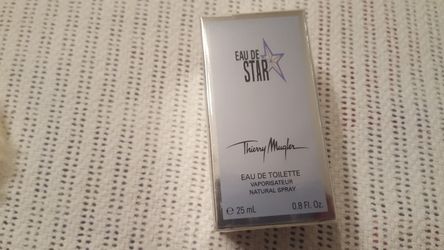 EAU DE
STAR
Thierry Mugler
EAU DE TOILETTE
VAPORISATEUR
NATURAL SPRAY
e 25 mL 0.8 Fl. Oz.